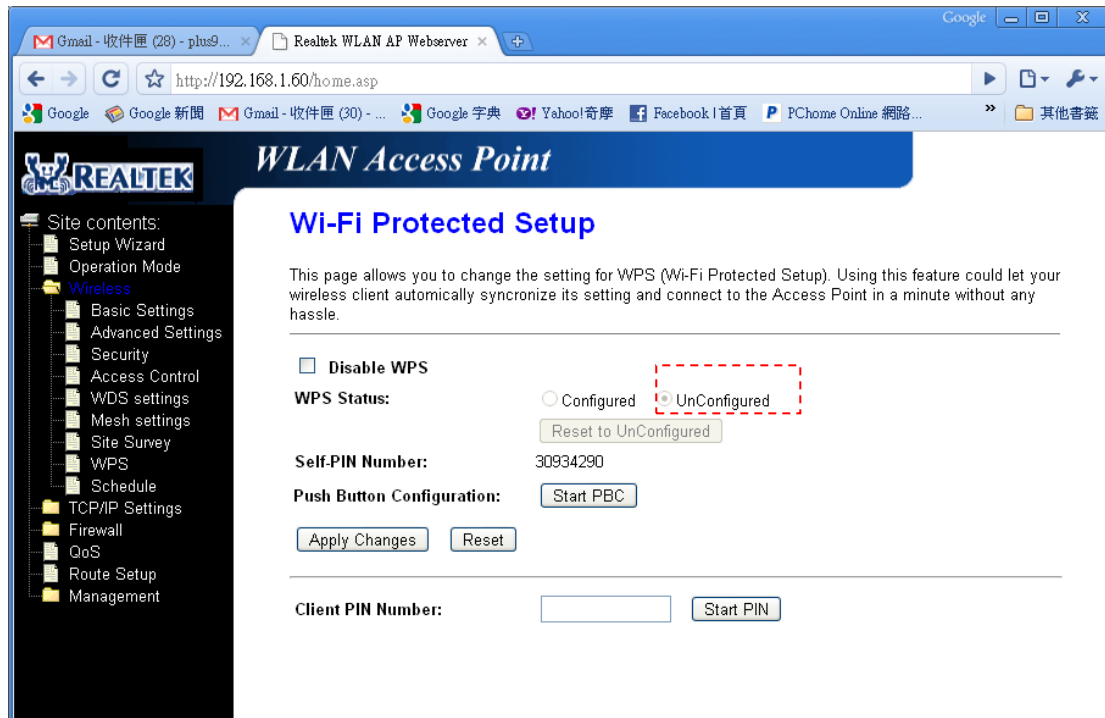 Google
Gmail - 收件匣 (28) - plus9...
Realtek WLAN AP Webserver
http://192.168.1.60/home.asp
Google
Google 新聞
Gmail - 收件匣 (30) - ...
Google 字典
Yahoo!奇摩
Facebook | 首頁
PChome Online 網路...
»
其他書籤
REALTEK
WLAN Access Point
Site contents:
Setup Wizard
Operation Mode
Wireless
Basic Settings
Advanced Settings
Security
Access Control
WDS settings
Mesh settings
Site Survey
WPS
Schedule
TCP/IP Settings
Firewall
QoS
Route Setup
Management
Wi-Fi Protected Setup
This page allows you to change the setting for WPS (Wi-Fi Protected Setup). Using this feature could let your
wireless client automically syncronize its setting and connect to the Access Point in a minute without any
hassle.
Disable WPS
WPS Status: Configured UnConfigured
Reset to UnConfigured
Self-PIN Number: 30934290
Push Button Configuration: Start PBC
Apply Changes Reset
Client PIN Number: Start PIN